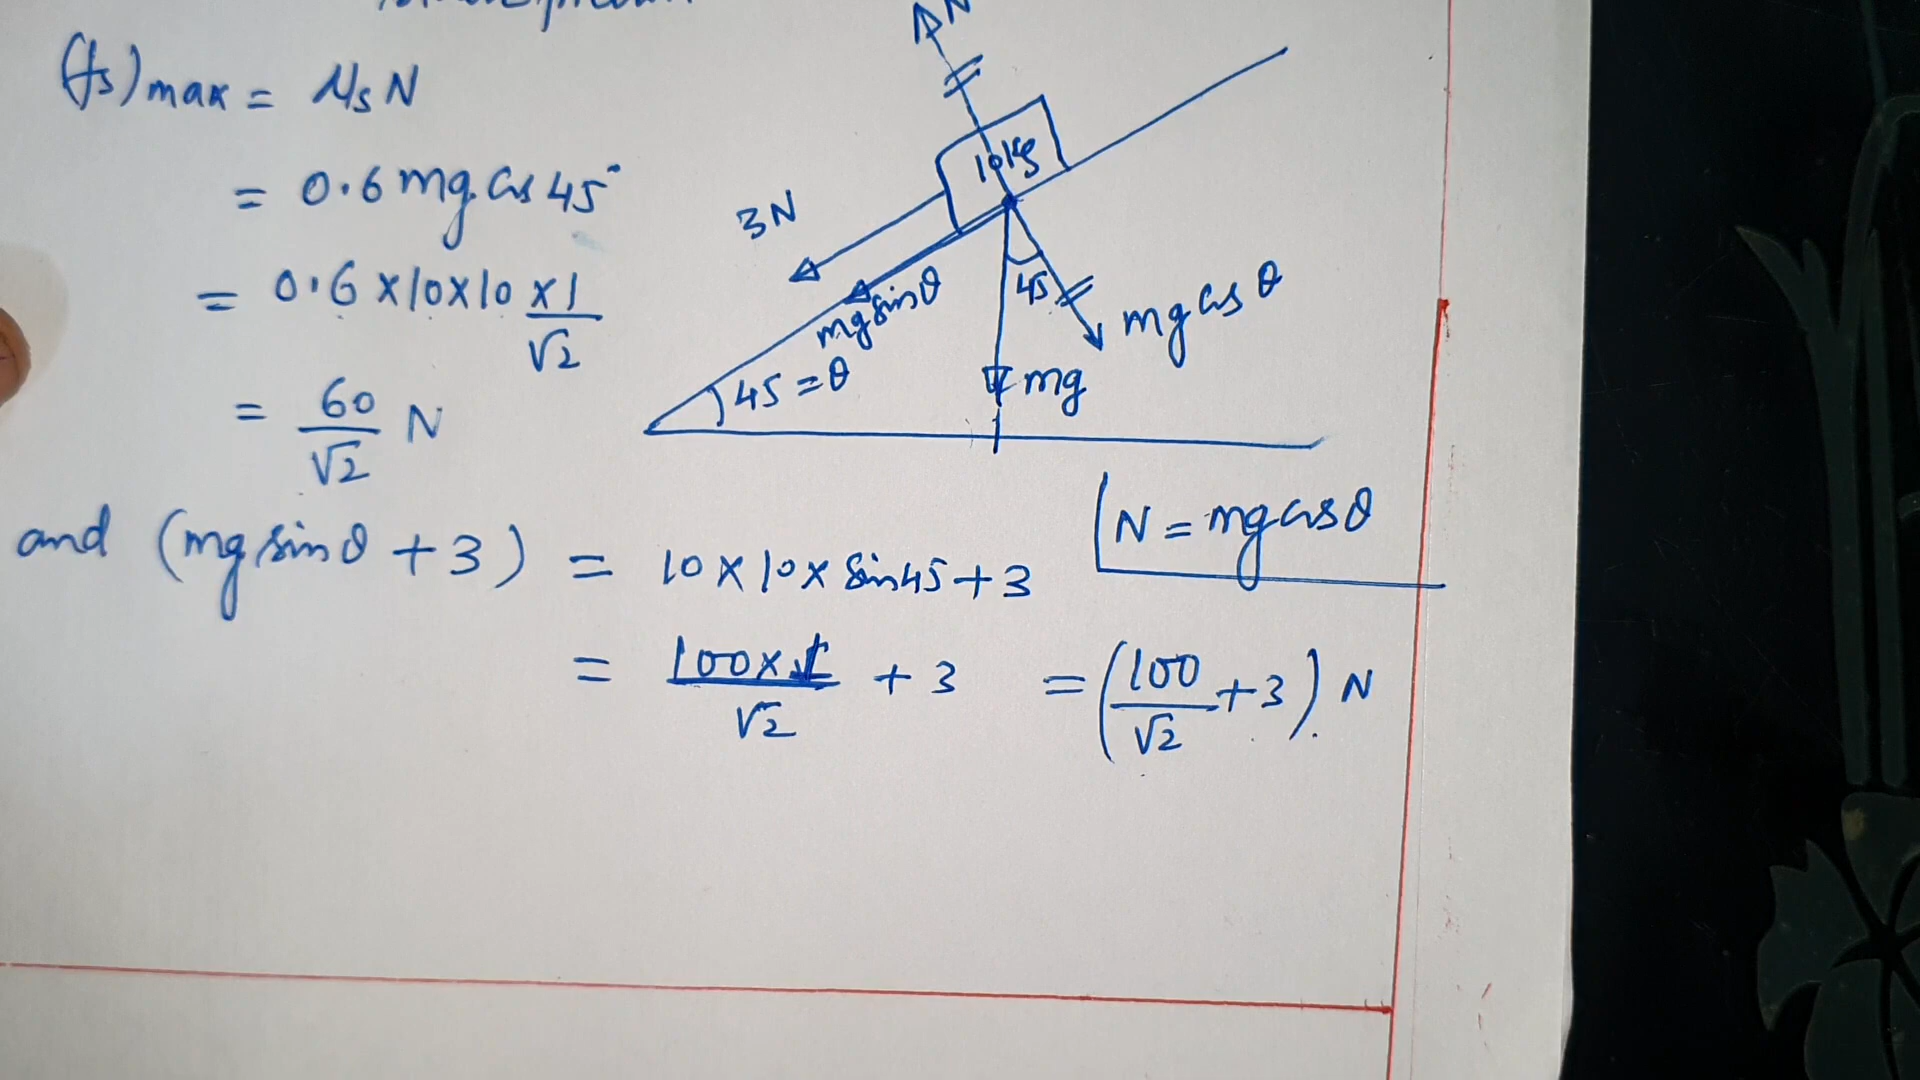 (fs)max = μs N
= 0.6 mg cos 45°
= 0.6 × 10 × 10 × 1/√2
= 60/√2 N
N
10kg
3N
mg sin θ
45
mg cos θ
45 = θ
mg
N = mg cos θ
and (mg sin θ + 3) = 10 × 10 × sin 45 + 3
= 100 × 1/√2 + 3 = (100/√2 + 3) N